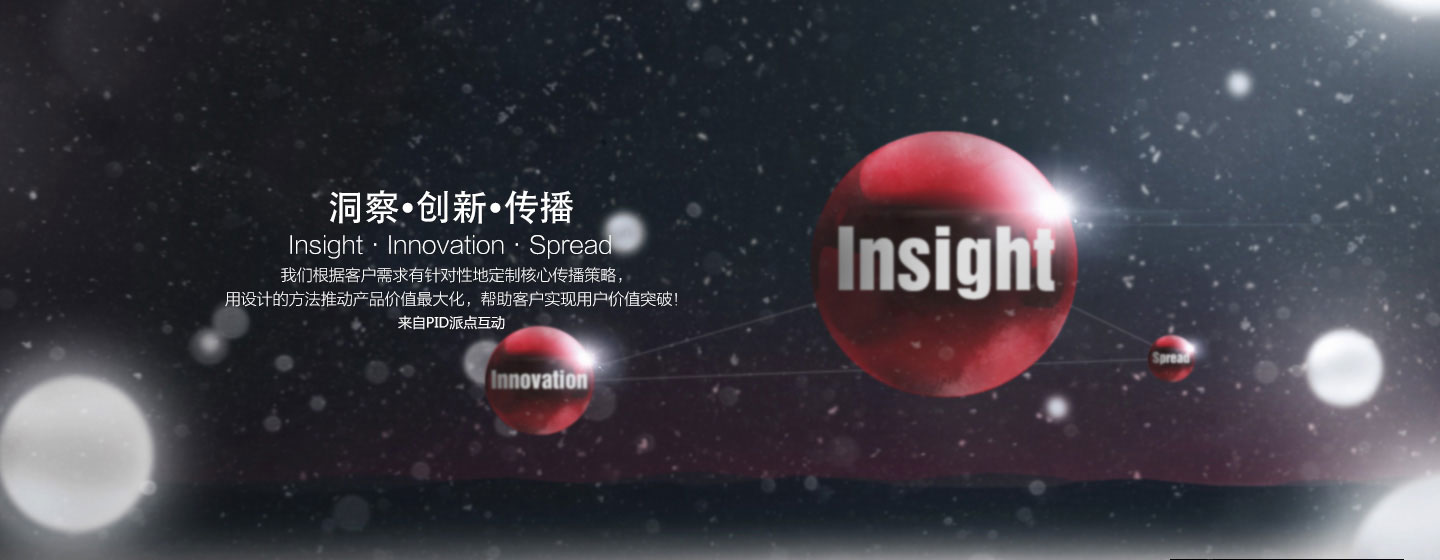 洞察•创新•传播
Insight · Innovation · Spread
我们根据客户需求有针对性地定制核心传播策略，
用设计的方法推动产品价值最大化，帮助客户实现用户价值突破！
来自PID派点互动
Insight
Innovation
Spread